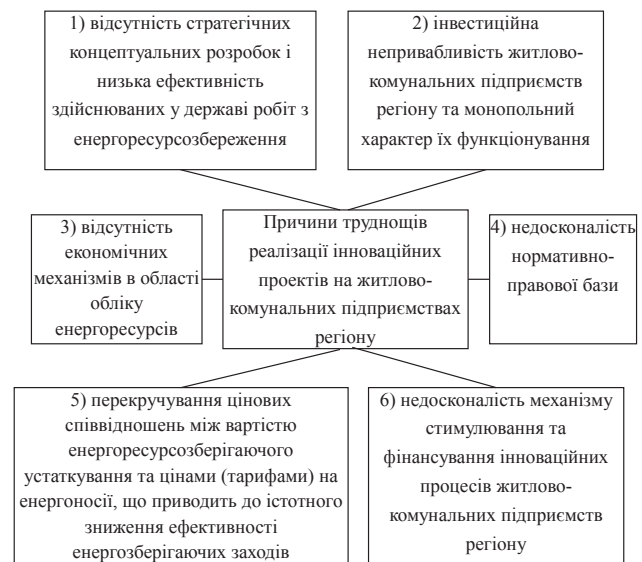 1) відсутність стратегічних
концептуальних розробок і
низька ефективність
здійснюваних у державі робіт з
енергоресурсозбереження
2) інвестиційна
непривабливість житлово-
комунальних підприємств
регіону та монопольний
характер їх функціонування
3) відсутність
економічних
механізмів в області
обліку
енергоресурсів
Причини труднощів
реалізації інноваційних
проектів на житлово-
комунальних підприємствах
регіону
4) недосконалість
нормативно-
правової бази
5) перекручування цінових
співвідношень між вартістю
енергоресурсозберігаючого
устаткування та цінами (тарифами) на
енергоносії, що приводить до істотного
зниження ефективності
енергозберігаючих заходів
6) недосконалість механізму
стимулювання та
фінансування інноваційних
процесів житлово-
комунальних підприємств
регіону